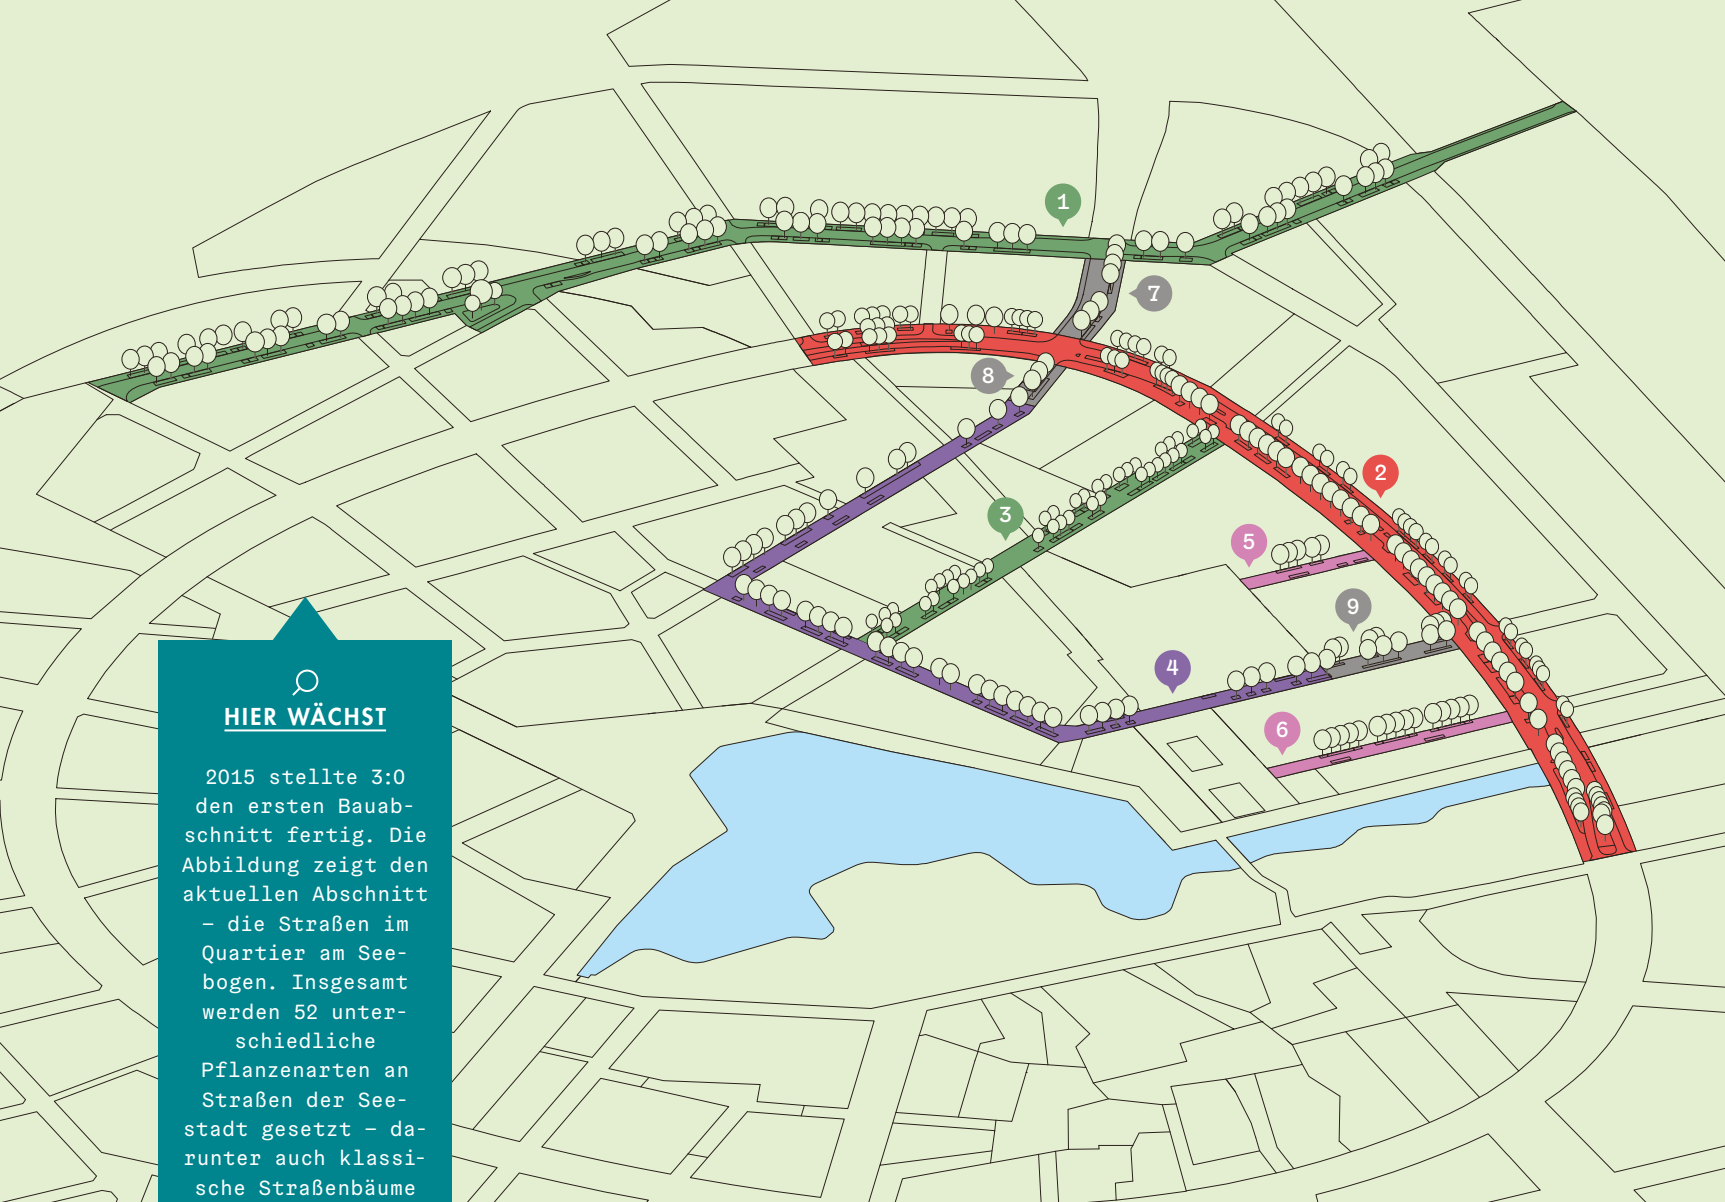 1
7
8
2
3
5
9
4
6
HIER WÄCHST
2015 stellte 3:0
den ersten Bauab-
schnitt fertig. Die
Abbildung zeigt den
aktuellen Abschnitt
– die Straßen im
Quartier am See-
bogen. Insgesamt
werden 52 unter-
schiedliche
Pflanzenarten an
Straßen der See-
stadt gesetzt – da-
runter auch klassi-
sche Straßenbäume